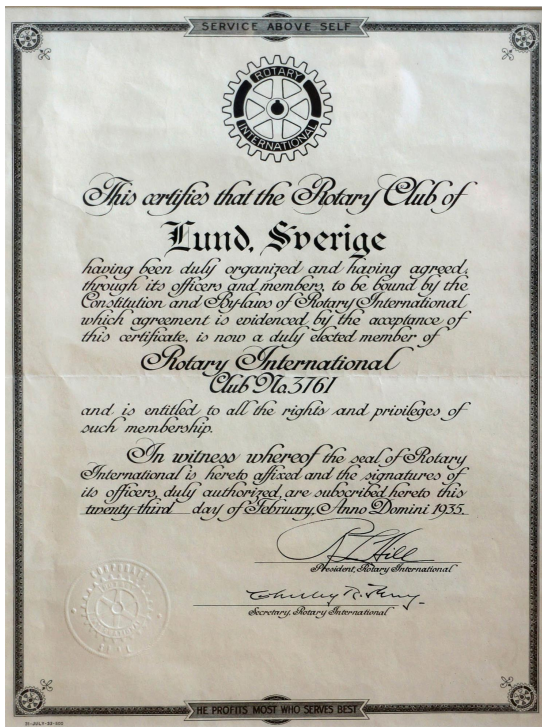 SERVICE ABOVE SELF
ROTARY
INTERNATIONAL
This certifies that the Rotary Club of
Lund, Sverige
having been duly organized and having agreed,
through its officers and members, to be bound by the
Constitution and By-laws of Rotary International
which agreement is evidenced by the acceptance of
this certificate, is now a duly elected member of
Rotary International
Club No. 3761
and is entitled to all the rights and privileges of
such membership.
In witness whereof the seal of Rotary
International is hereto affixed and the signatures of
its officers, duly authorized, are subscribed hereto this
twenty-third day of February, Anno Domini 1935.
Hill
President, Rotary International
Secretary, Rotary International
HE PROFITS MOST WHO SERVES BEST